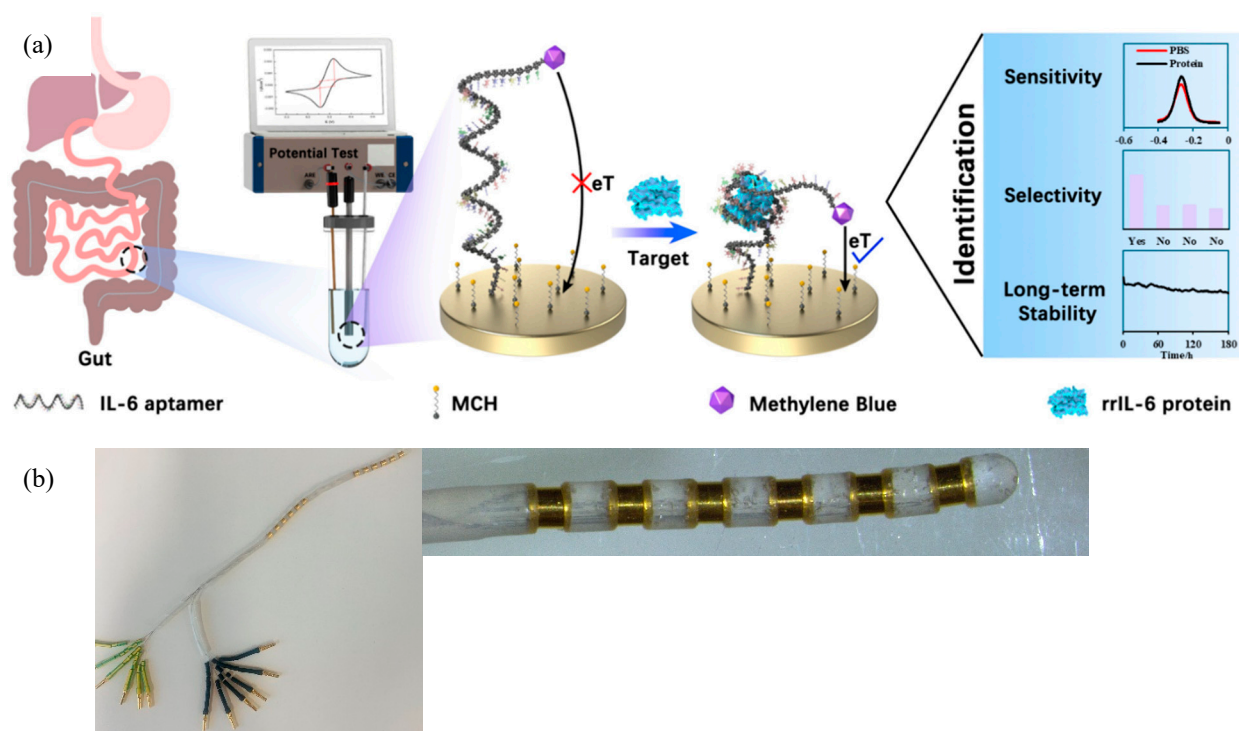 (a)
Gut
Potential Test
eT
Target
eT
Identification
Sensitivity
PBS
Protein
-0.6 -0.4 -0.2 0
Selectivity
Yes No No No
Long-term
Stability
0 60 120 180
Time/h
IL-6 aptamer
MCH
Methylene Blue
rrIL-6 protein
(b)